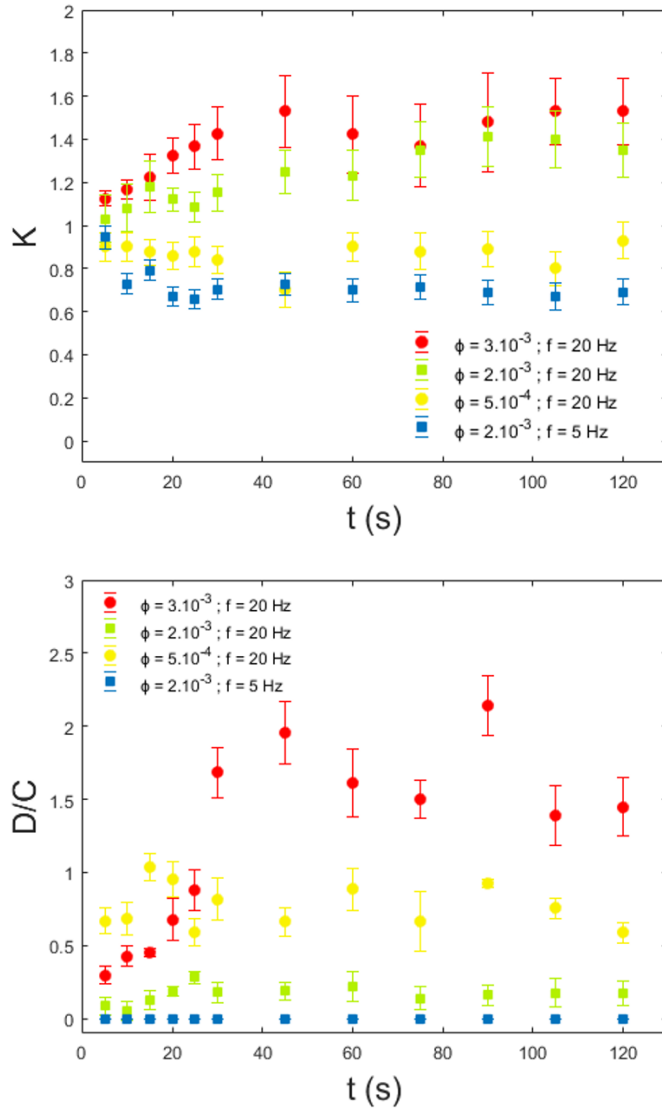 2
1.8
1.6
1.4
1.2
1
0.8
0.6
0.4
0.2
0
K
ϕ = 3.10⁻³ ; f = 20 Hz
ϕ = 2.10⁻³ ; f = 20 Hz
ϕ = 5.10⁻⁴ ; f = 20 Hz
ϕ = 2.10⁻³ ; f = 5 Hz
0 20 40 60 80 100 120
t (s)
3
2.5
2
1.5
1
0.5
0
D/C
ϕ = 3.10⁻³ ; f = 20 Hz
ϕ = 2.10⁻³ ; f = 20 Hz
ϕ = 5.10⁻⁴ ; f = 20 Hz
ϕ = 2.10⁻³ ; f = 5 Hz
0 20 40 60 80 100 120
t (s)